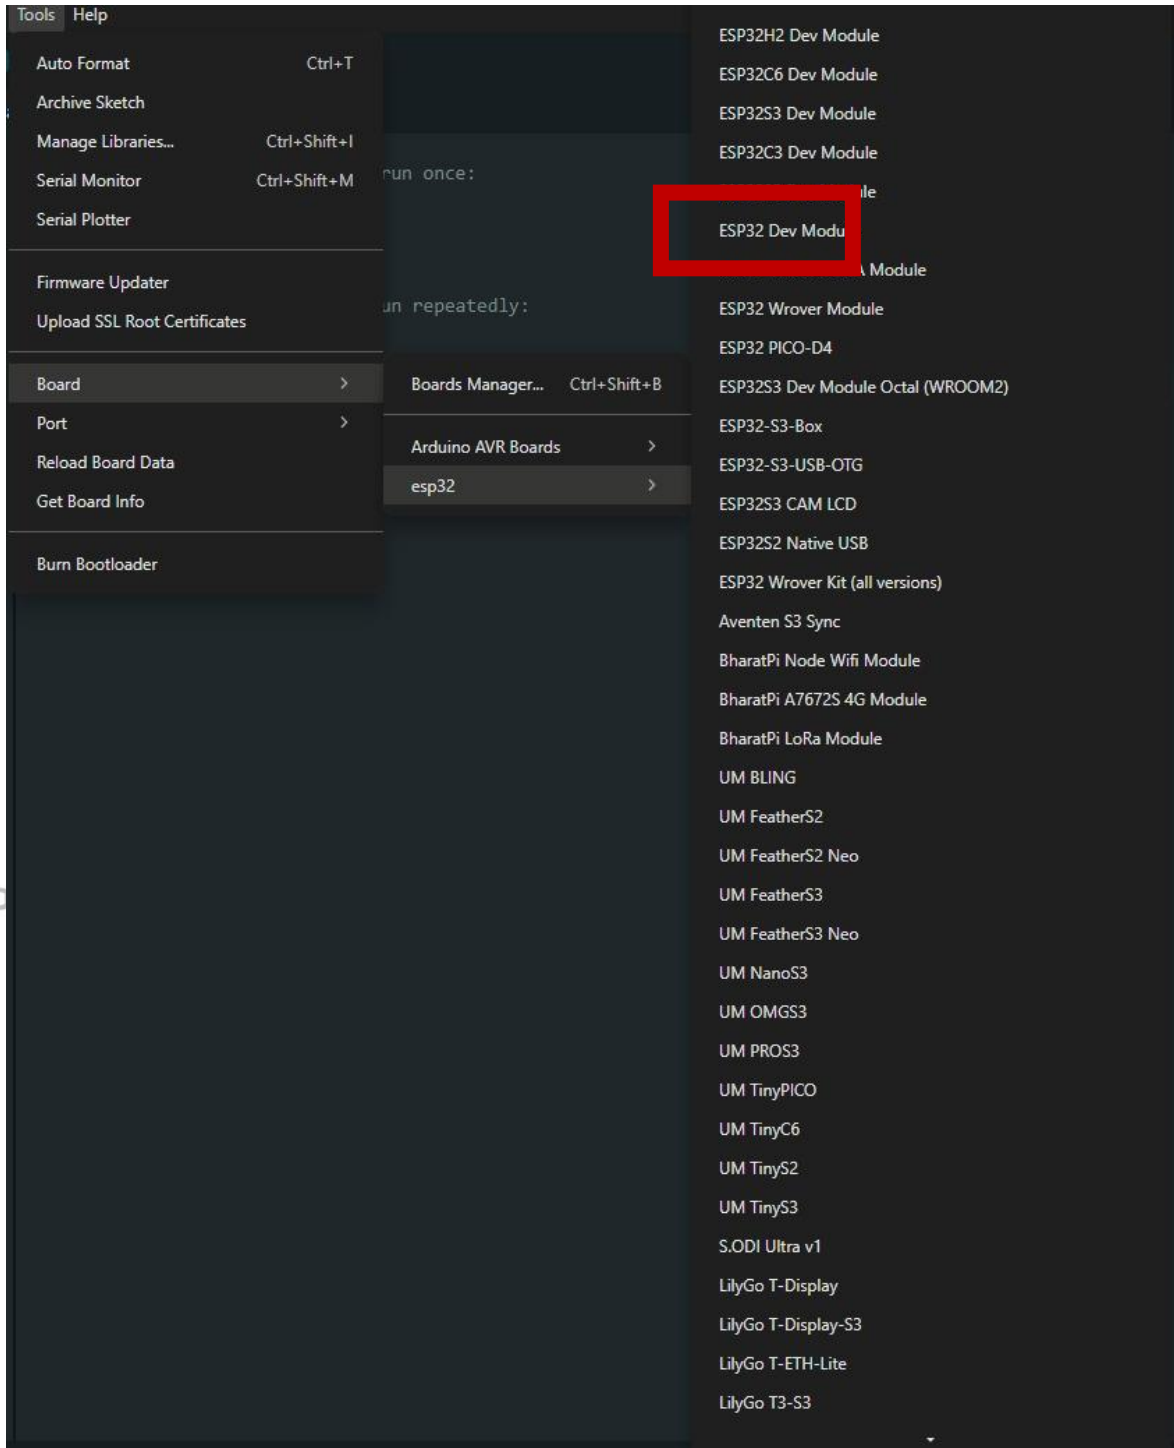 Tools Help
Auto Format Ctrl+T
Archive Sketch
Manage Libraries... Ctrl+Shift+I
Serial Monitor Ctrl+Shift+M
Serial Plotter
Firmware Updater
Upload SSL Root Certificates
Board
Port
Reload Board Data
Get Board Info
Burn Bootloader
run once:
un repeatedly:
Boards Manager... Ctrl+Shift+B
Arduino AVR Boards
esp32
ESP32H2 Dev Module
ESP32C6 Dev Module
ESP32S3 Dev Module
ESP32C3 Dev Module
ESP32 Dev Modu
Module
ESP32 Wrover Module
ESP32 PICO-D4
ESP32S3 Dev Module Octal (WROOM2)
ESP32-S3-Box
ESP32-S3-USB-OTG
ESP32S3 CAM LCD
ESP32S2 Native USB
ESP32 Wrover Kit (all versions)
Aventen S3 Sync
BharatPi Node Wifi Module
BharatPi A7672S 4G Module
BharatPi LoRa Module
UM BLING
UM FeatherS2
UM FeatherS2 Neo
UM FeatherS3
UM FeatherS3 Neo
UM NanoS3
UM OMGS3
UM PROS3
UM TinyPICO
UM TinyC6
UM TinyS2
UM TinyS3
S.ODI Ultra v1
LilyGo T-Display
LilyGo T-Display-S3
LilyGo T-ETH-Lite
LilyGo T3-S3